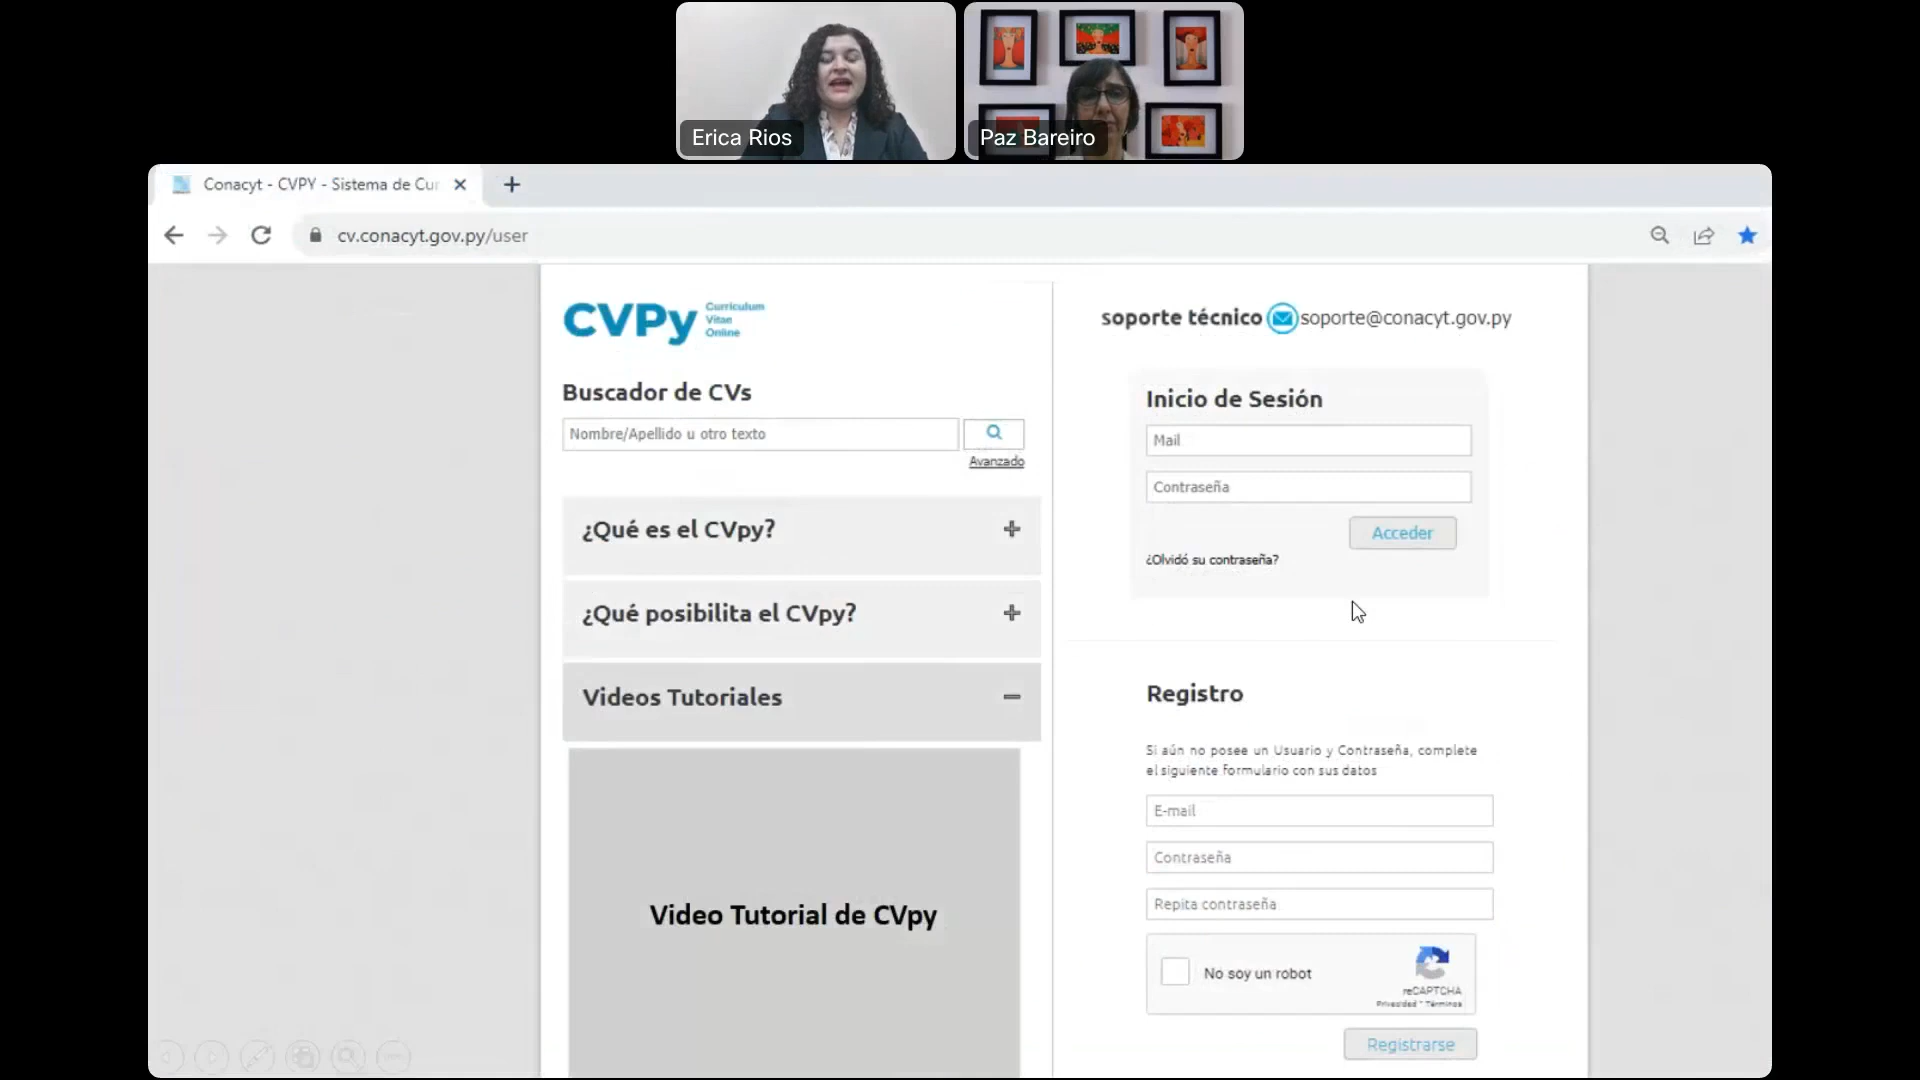 Erica Rios
Paz Bareiro
Conacyt - CVPY - Sistema de Cur
cv.conacyt.gov.py/user
CVPy
Curriculum
Vitae
Online
Buscador de CVs
Nombre/Apellido u otro texto
Avanzado
¿Qué es el CVpy?
¿Qué posibilita el CVpy?
Videos Tutoriales
Video Tutorial de CVpy
soporte técnico soporte@conacyt.gov.py
Inicio de Sesión
Mail
Contraseña
Acceder
¿Olvidó su contraseña?
Registro
Si aún no posee un Usuario y Contraseña, complete
el siguiente formulario con sus datos
E-mail
Contraseña
Repita contraseña
No soy un robot
reCAPTCHA
Privacidad - Términos
Registrarse